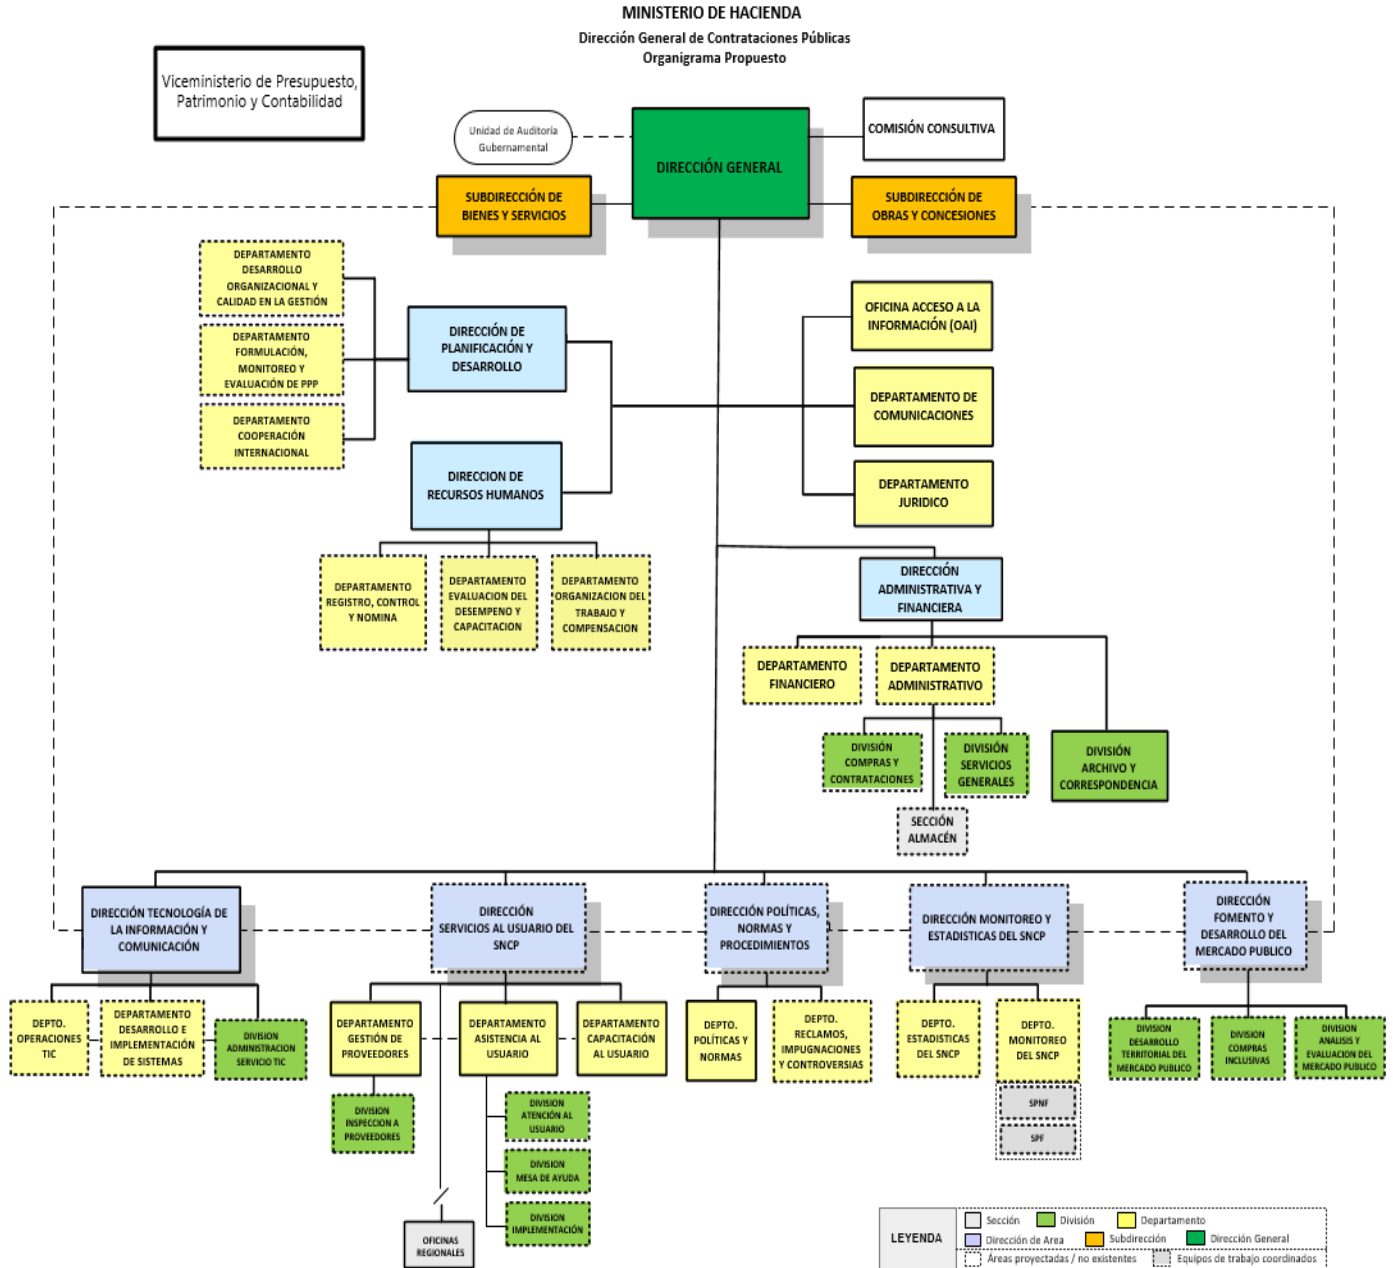 MINISTERIO DE HACIENDA
Dirección General de Contrataciones Públicas
Organigrama Propuesto
Viceministerio de Presupuesto,
Patrimonio y Contabilidad
Unidad de Auditoría
Gubernamental
DIRECCIÓN GENERAL
COMISIÓN CONSULTIVA
SUBDIRECCIÓN DE
BIENES Y SERVICIOS
SUBDIRECCIÓN DE
OBRAS Y CONCESIONES
DEPARTAMENTO
DESARROLLO
ORGANIZACIONAL Y
CALIDAD EN LA GESTIÓN
DEPARTAMENTO
FORMULACIÓN,
MONITOREO Y
EVALUACIÓN DE PPP
DEPARTAMENTO
COOPERACIÓN
INTERNACIONAL
DIRECCIÓN DE
PLANIFICACIÓN Y
DESARROLLO
OFICINA ACCESO A LA
INFORMACIÓN (OAI)
DEPARTAMENTO DE
COMUNICACIONES
DEPARTAMENTO
JURIDICO
DIRECCION DE
RECURSOS HUMANOS
DEPARTAMENTO
REGISTRO, CONTROL
Y NOMINA
DEPARTAMENTO
EVALUACION DEL
DESEMPEÑO Y
CAPACITACION
DEPARTAMENTO
ORGANIZACION DEL
TRABAJO Y
COMPENSACION
DIRECCIÓN
ADMINISTRATIVA Y
FINANCIERA
DEPARTAMENTO
FINANCIERO
DEPARTAMENTO
ADMINISTRATIVO
DIVISIÓN
COMPRAS Y
CONTRATACIONES
DIVISIÓN
SERVICIOS
GENERALES
DIVISIÓN
ARCHIVO Y
CORRESPONDENCIA
SECCIÓN
ALMACÉN
DIRECCIÓN TECNOLOGÍA DE
LA INFORMACIÓN Y
COMUNICACIÓN
DIRECCIÓN
SERVICIOS AL USUARIO DEL
SNCP
DIRECCIÓN POLÍTICAS,
NORMAS Y
PROCEDIMIENTOS
DIRECCIÓN MONITOREO Y
ESTADISTICAS DEL SNCP
DIRECCIÓN
FOMENTO Y
DESARROLLO DEL
MERCADO PUBLICO
DEPTO.
OPERACIONES
TIC
DEPARTAMENTO
DESARROLLO E
IMPLEMENTACIÓN
DE SISTEMAS
DIVISION
ADMINISTRACION
SERVICIO TIC
DEPARTAMENTO
GESTIÓN DE
PROVEEDORES
DEPARTAMENTO
ASISTENCIA AL
USUARIO
DEPARTAMENTO
CAPACITACIÓN
AL USUARIO
DEPTO.
POLÍTICAS Y
NORMAS
DEPTO.
RECLAMOS,
IMPUGNACIONES
Y CONTROVERSIAS
DEPTO.
ESTADISTICAS
DEL SNCP
DEPTO.
MONITOREO
DEL SNCP
DIVISION
DESARROLLO
TERRITORIAL DEL
MERCADO PUBLICO
DIVISION
COMPRAS
INCLUSIVAS
DIVISION
ANALISIS Y
EVALUACION DEL
MERCADO PUBLICO
DIVISION
INSPECCION A
PROVEEDORES
DIVISION
ATENCIÓN AL
USUARIO
DIVISION
MESA DE AYUDA
DIVISION
IMPLEMENTACIÓN
SPNF
SPF
OFICINAS
REGIONALES
LEYENDA
Sección
División
Departamento
Dirección de Area
Subdirección
Dirección General
Áreas proyectadas / no existentes
Equipos de trabajo coordinados